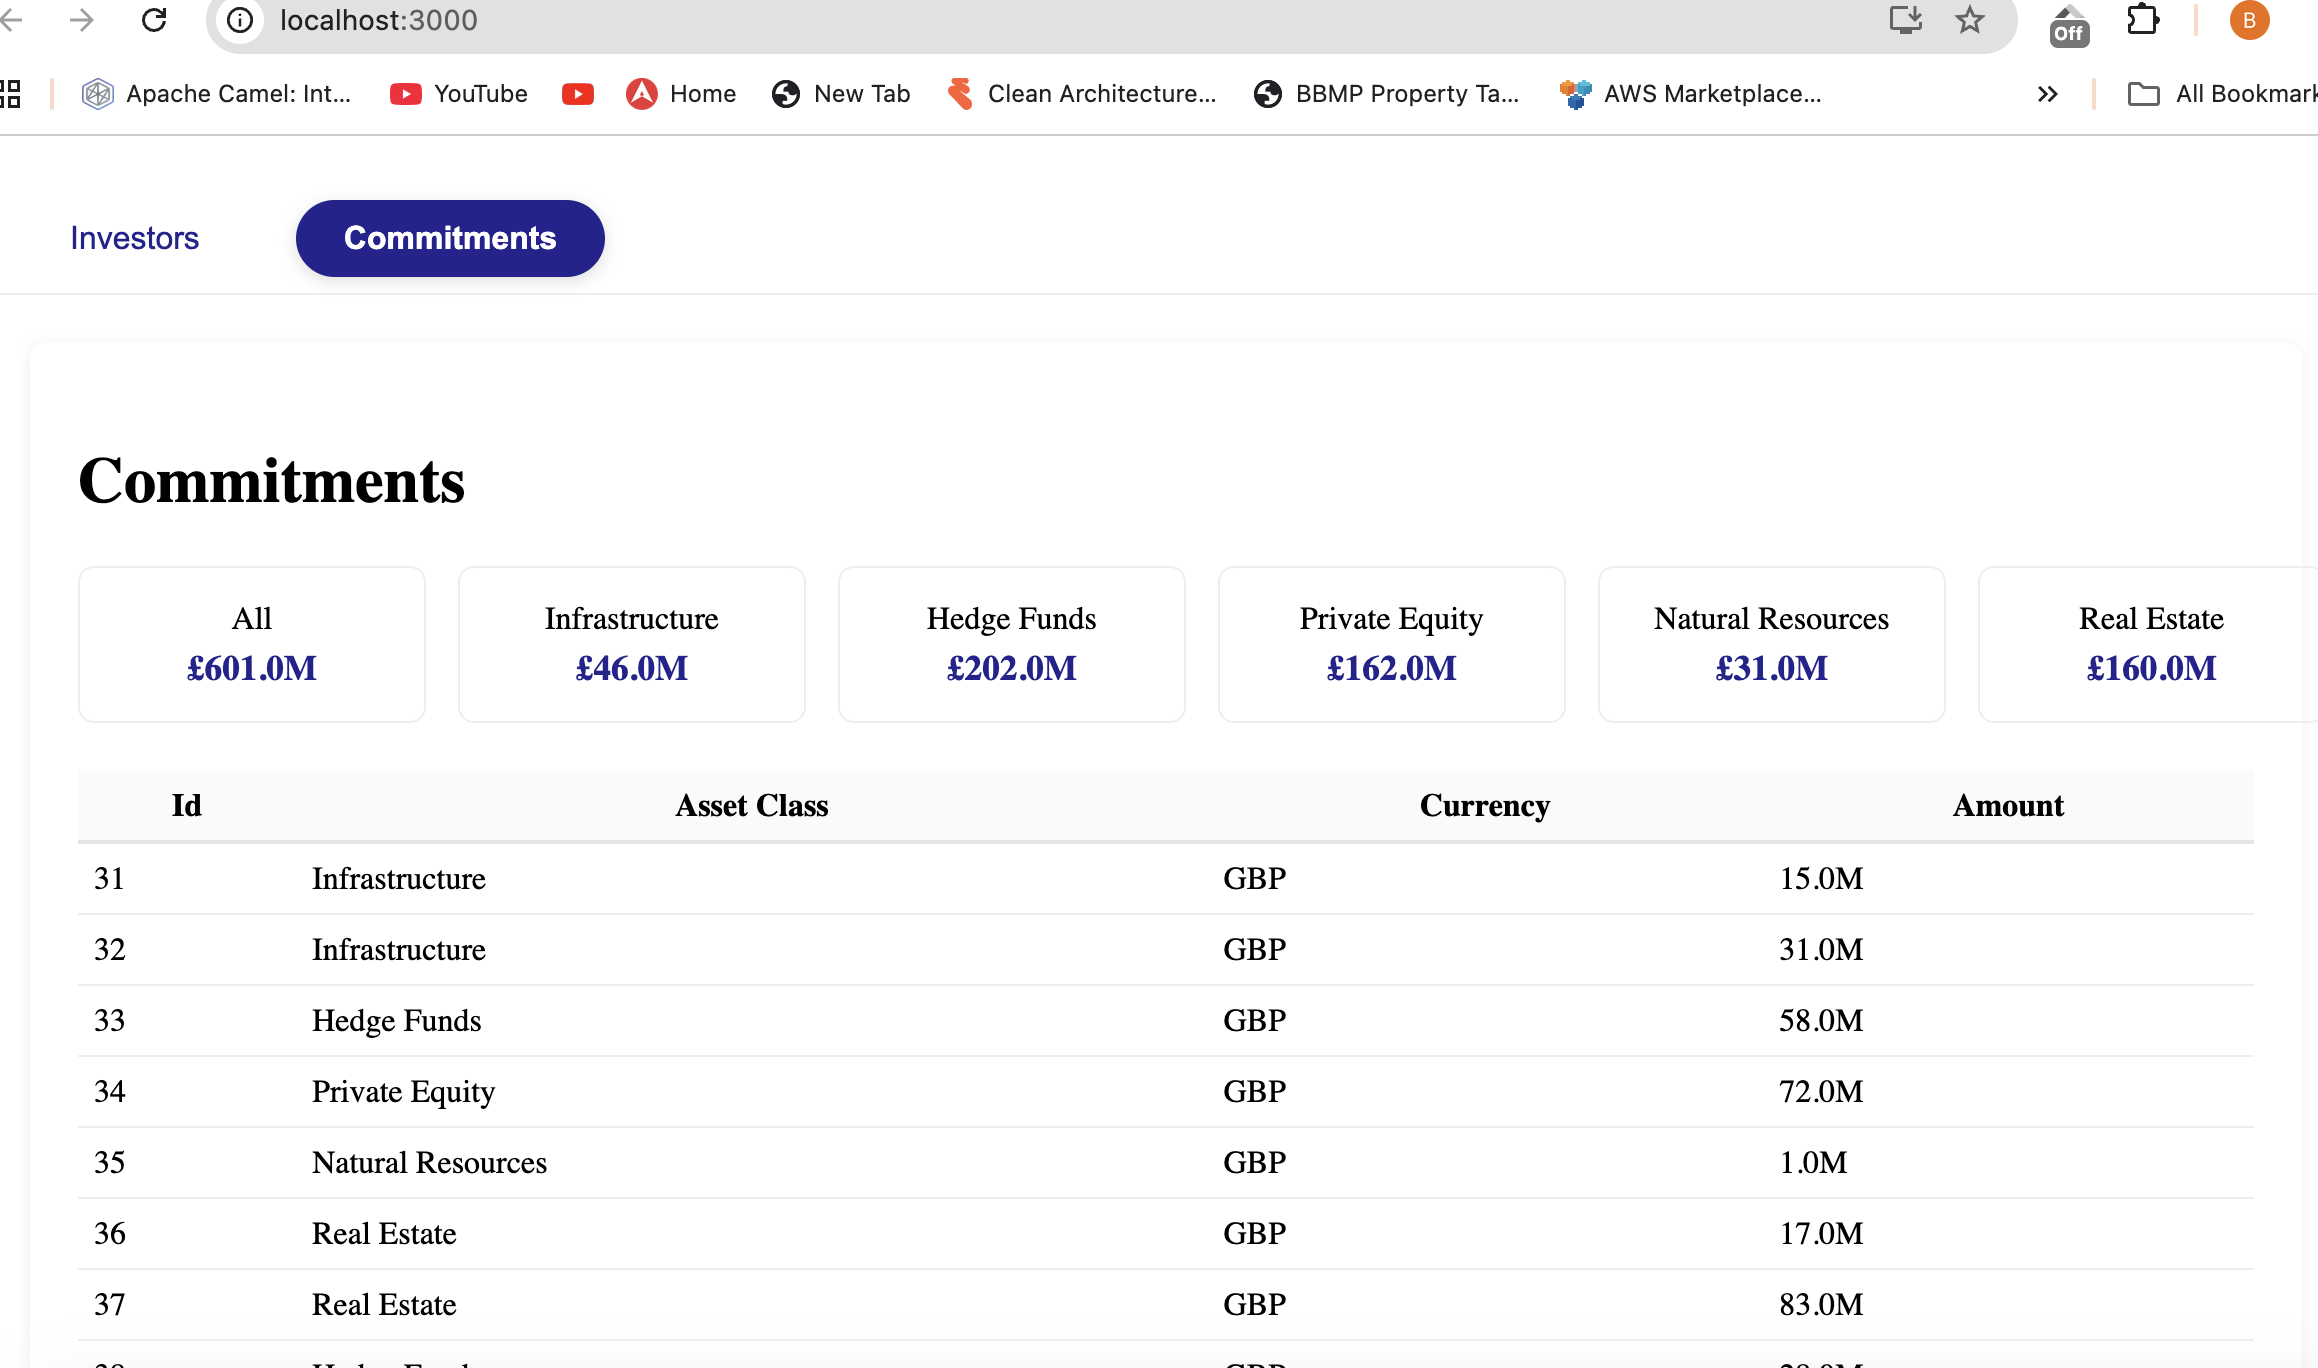 localhost:3000
Off
B
Apache Camel: Int...
YouTube
Home
New Tab
Clean Architecture...
BBMP Property Ta...
AWS Marketplace...
All Bookmark
Investors
Commitments
Commitments
All
£601.0M
Infrastructure
£46.0M
Hedge Funds
£202.0M
Private Equity
£162.0M
Natural Resources
£31.0M
Real Estate
£160.0M
Id Asset Class Currency Amount
31 Infrastructure GBP 15.0M
32 Infrastructure GBP 31.0M
33 Hedge Funds GBP 58.0M
34 Private Equity GBP 72.0M
35 Natural Resources GBP 1.0M
36 Real Estate GBP 17.0M
37 Real Estate GBP 83.0M